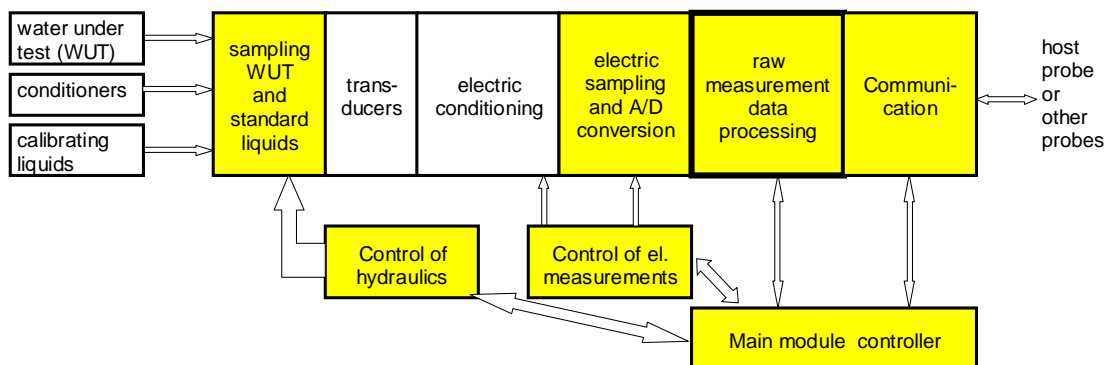 water under
test (WUT)
conditioners
calibrating
liquids
sampling
WUT
and
standard
liquids
trans-
ducers
electric
conditioning
electric
sampling
and A/D
conversion
raw
measurement
data
processing
Communi-
cation
host
probe
or
other
probes
Control of
hydraulics
Control of el.
measurements
Main module controller